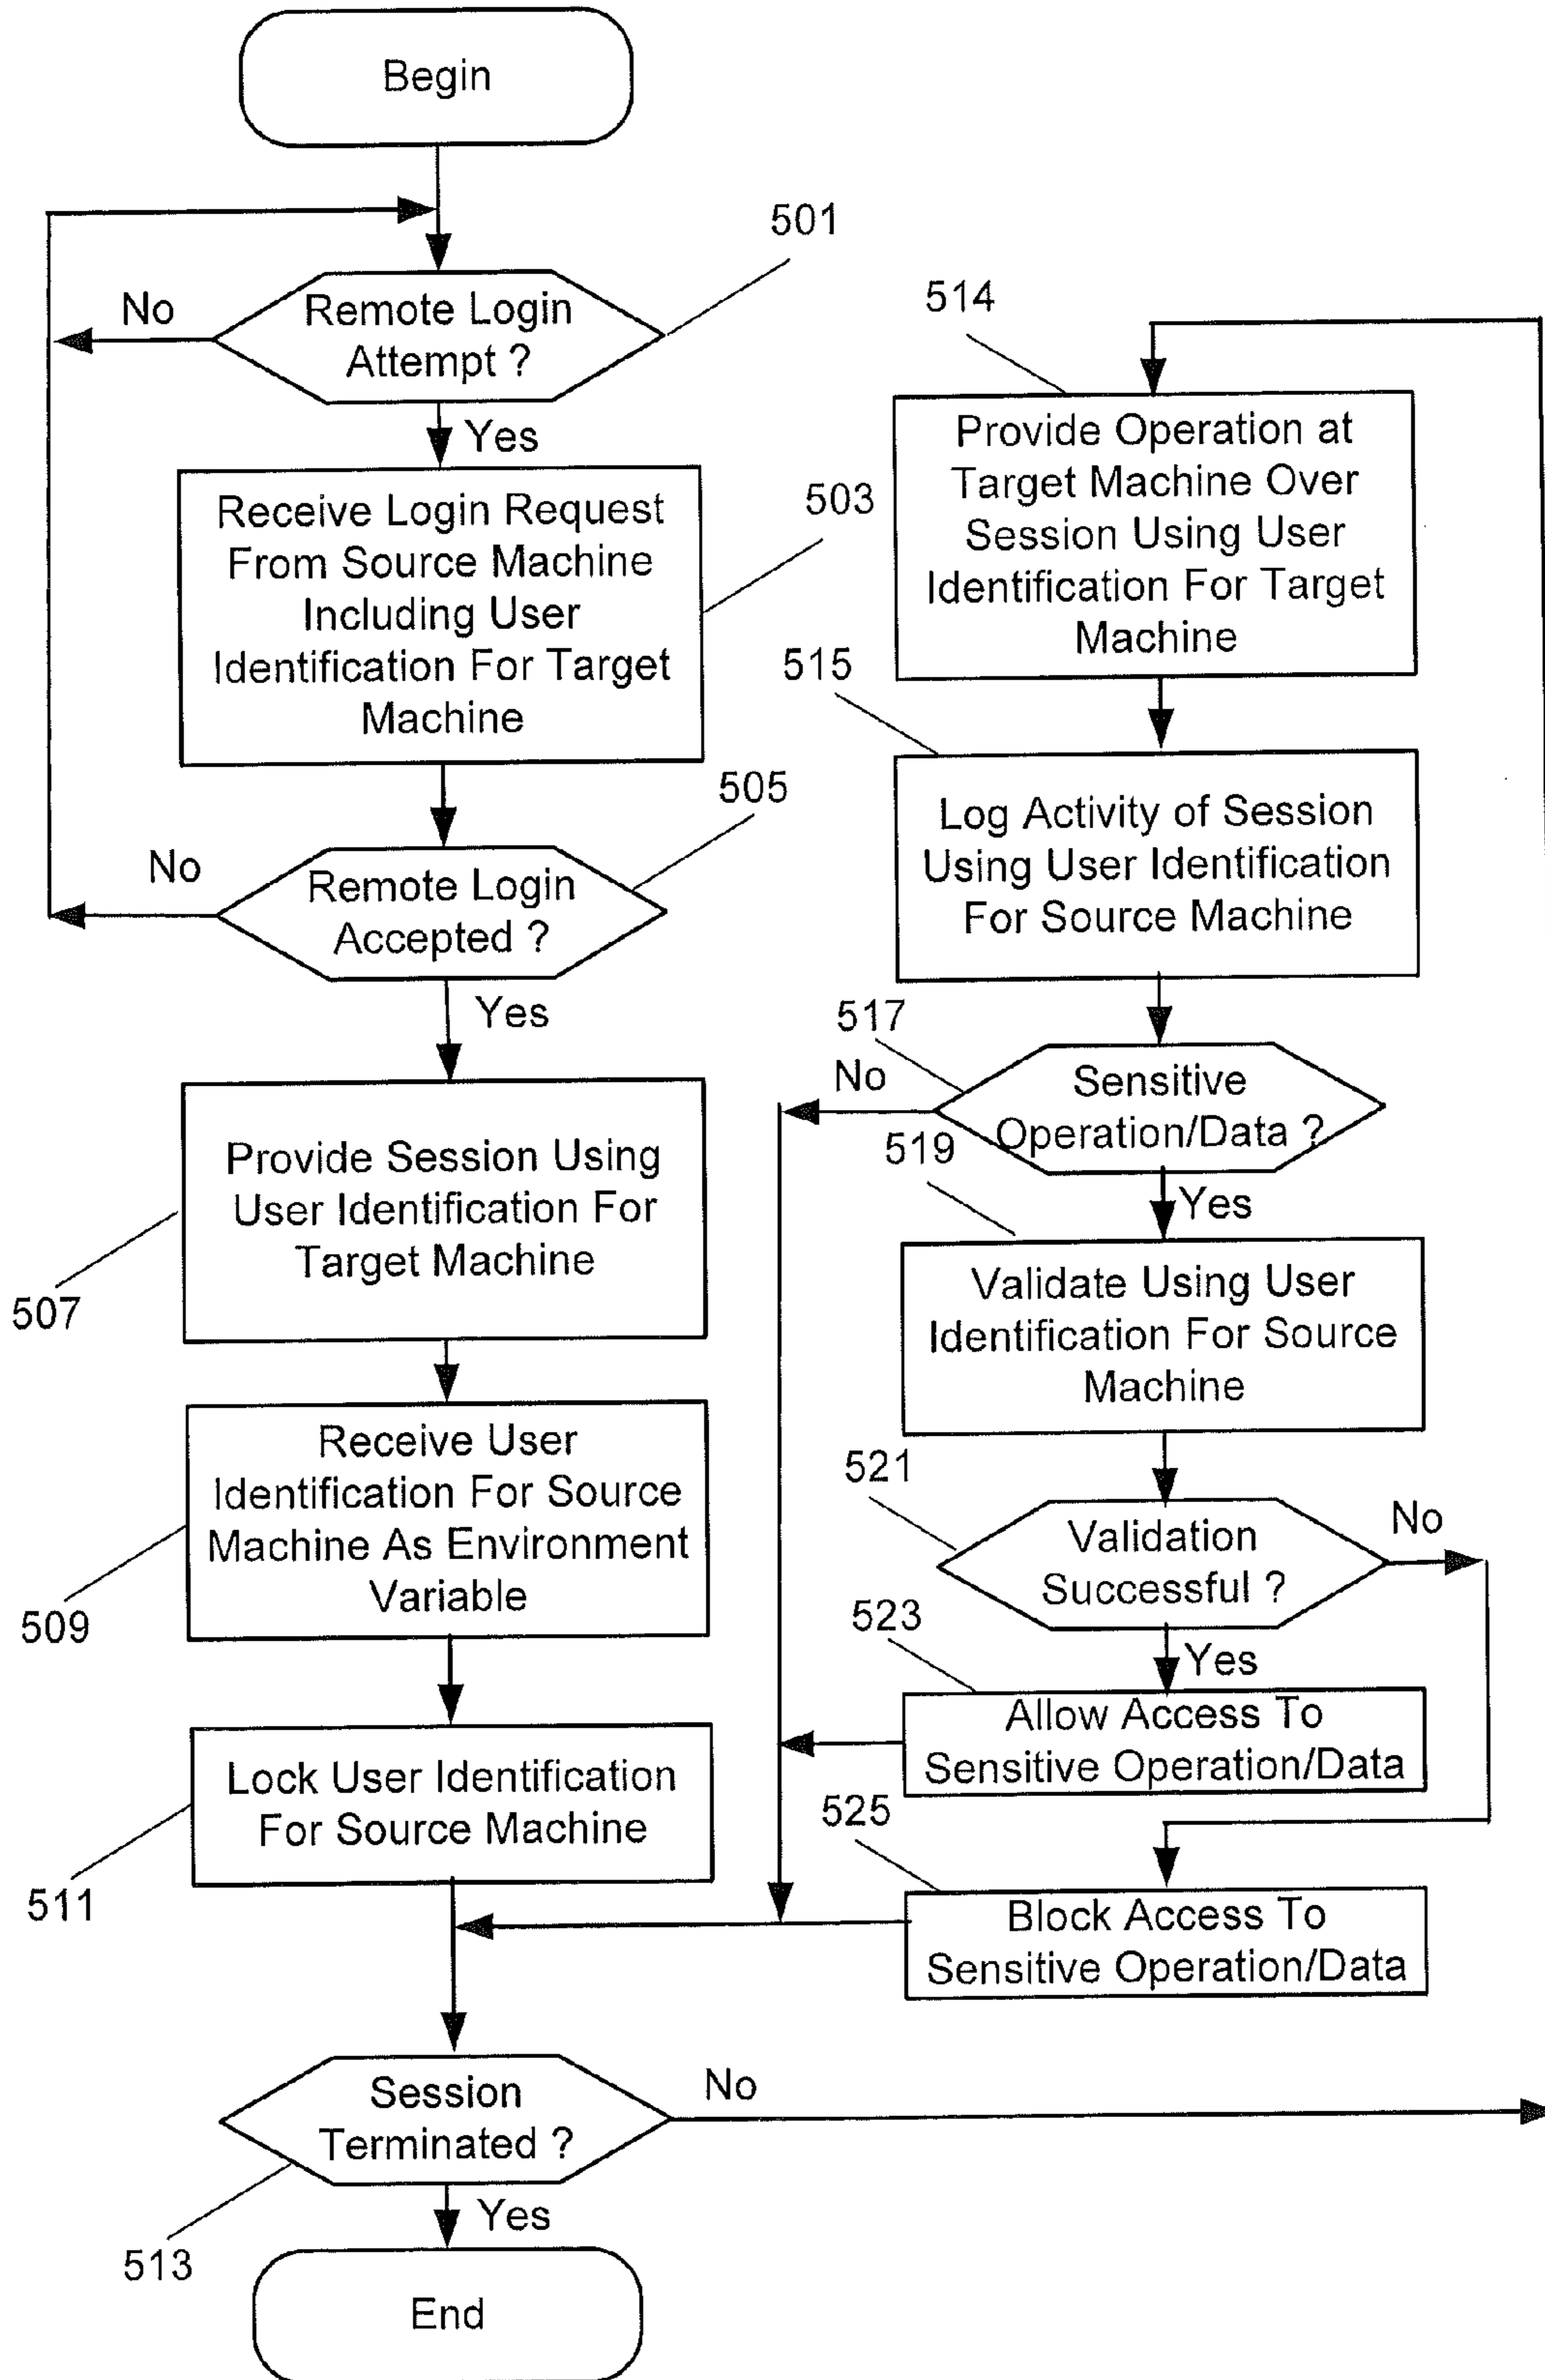 Begin
501
No
Remote Login
Attempt ?
Yes
503
Receive Login Request
From Source Machine
Including User
Identification For Target
Machine
505
No
Remote Login
Accepted ?
Yes
Provide Session Using
User Identification For
Target Machine
507
Receive User
Identification For Source
Machine As Environment
Variable
509
Lock User Identification
For Source Machine
511
Session
Terminated ?
No
Yes
513
End
514
Provide Operation at
Target Machine Over
Session Using User
Identification For Target
Machine
515
Log Activity of Session
Using User Identification
For Source Machine
517
No
Sensitive
Operation/Data ?
519
Yes
Validate Using User
Identification For Source
Machine
521
No
Validation
Successful ?
523
Yes
Allow Access To
Sensitive Operation/Data
525
Block Access To
Sensitive Operation/Data